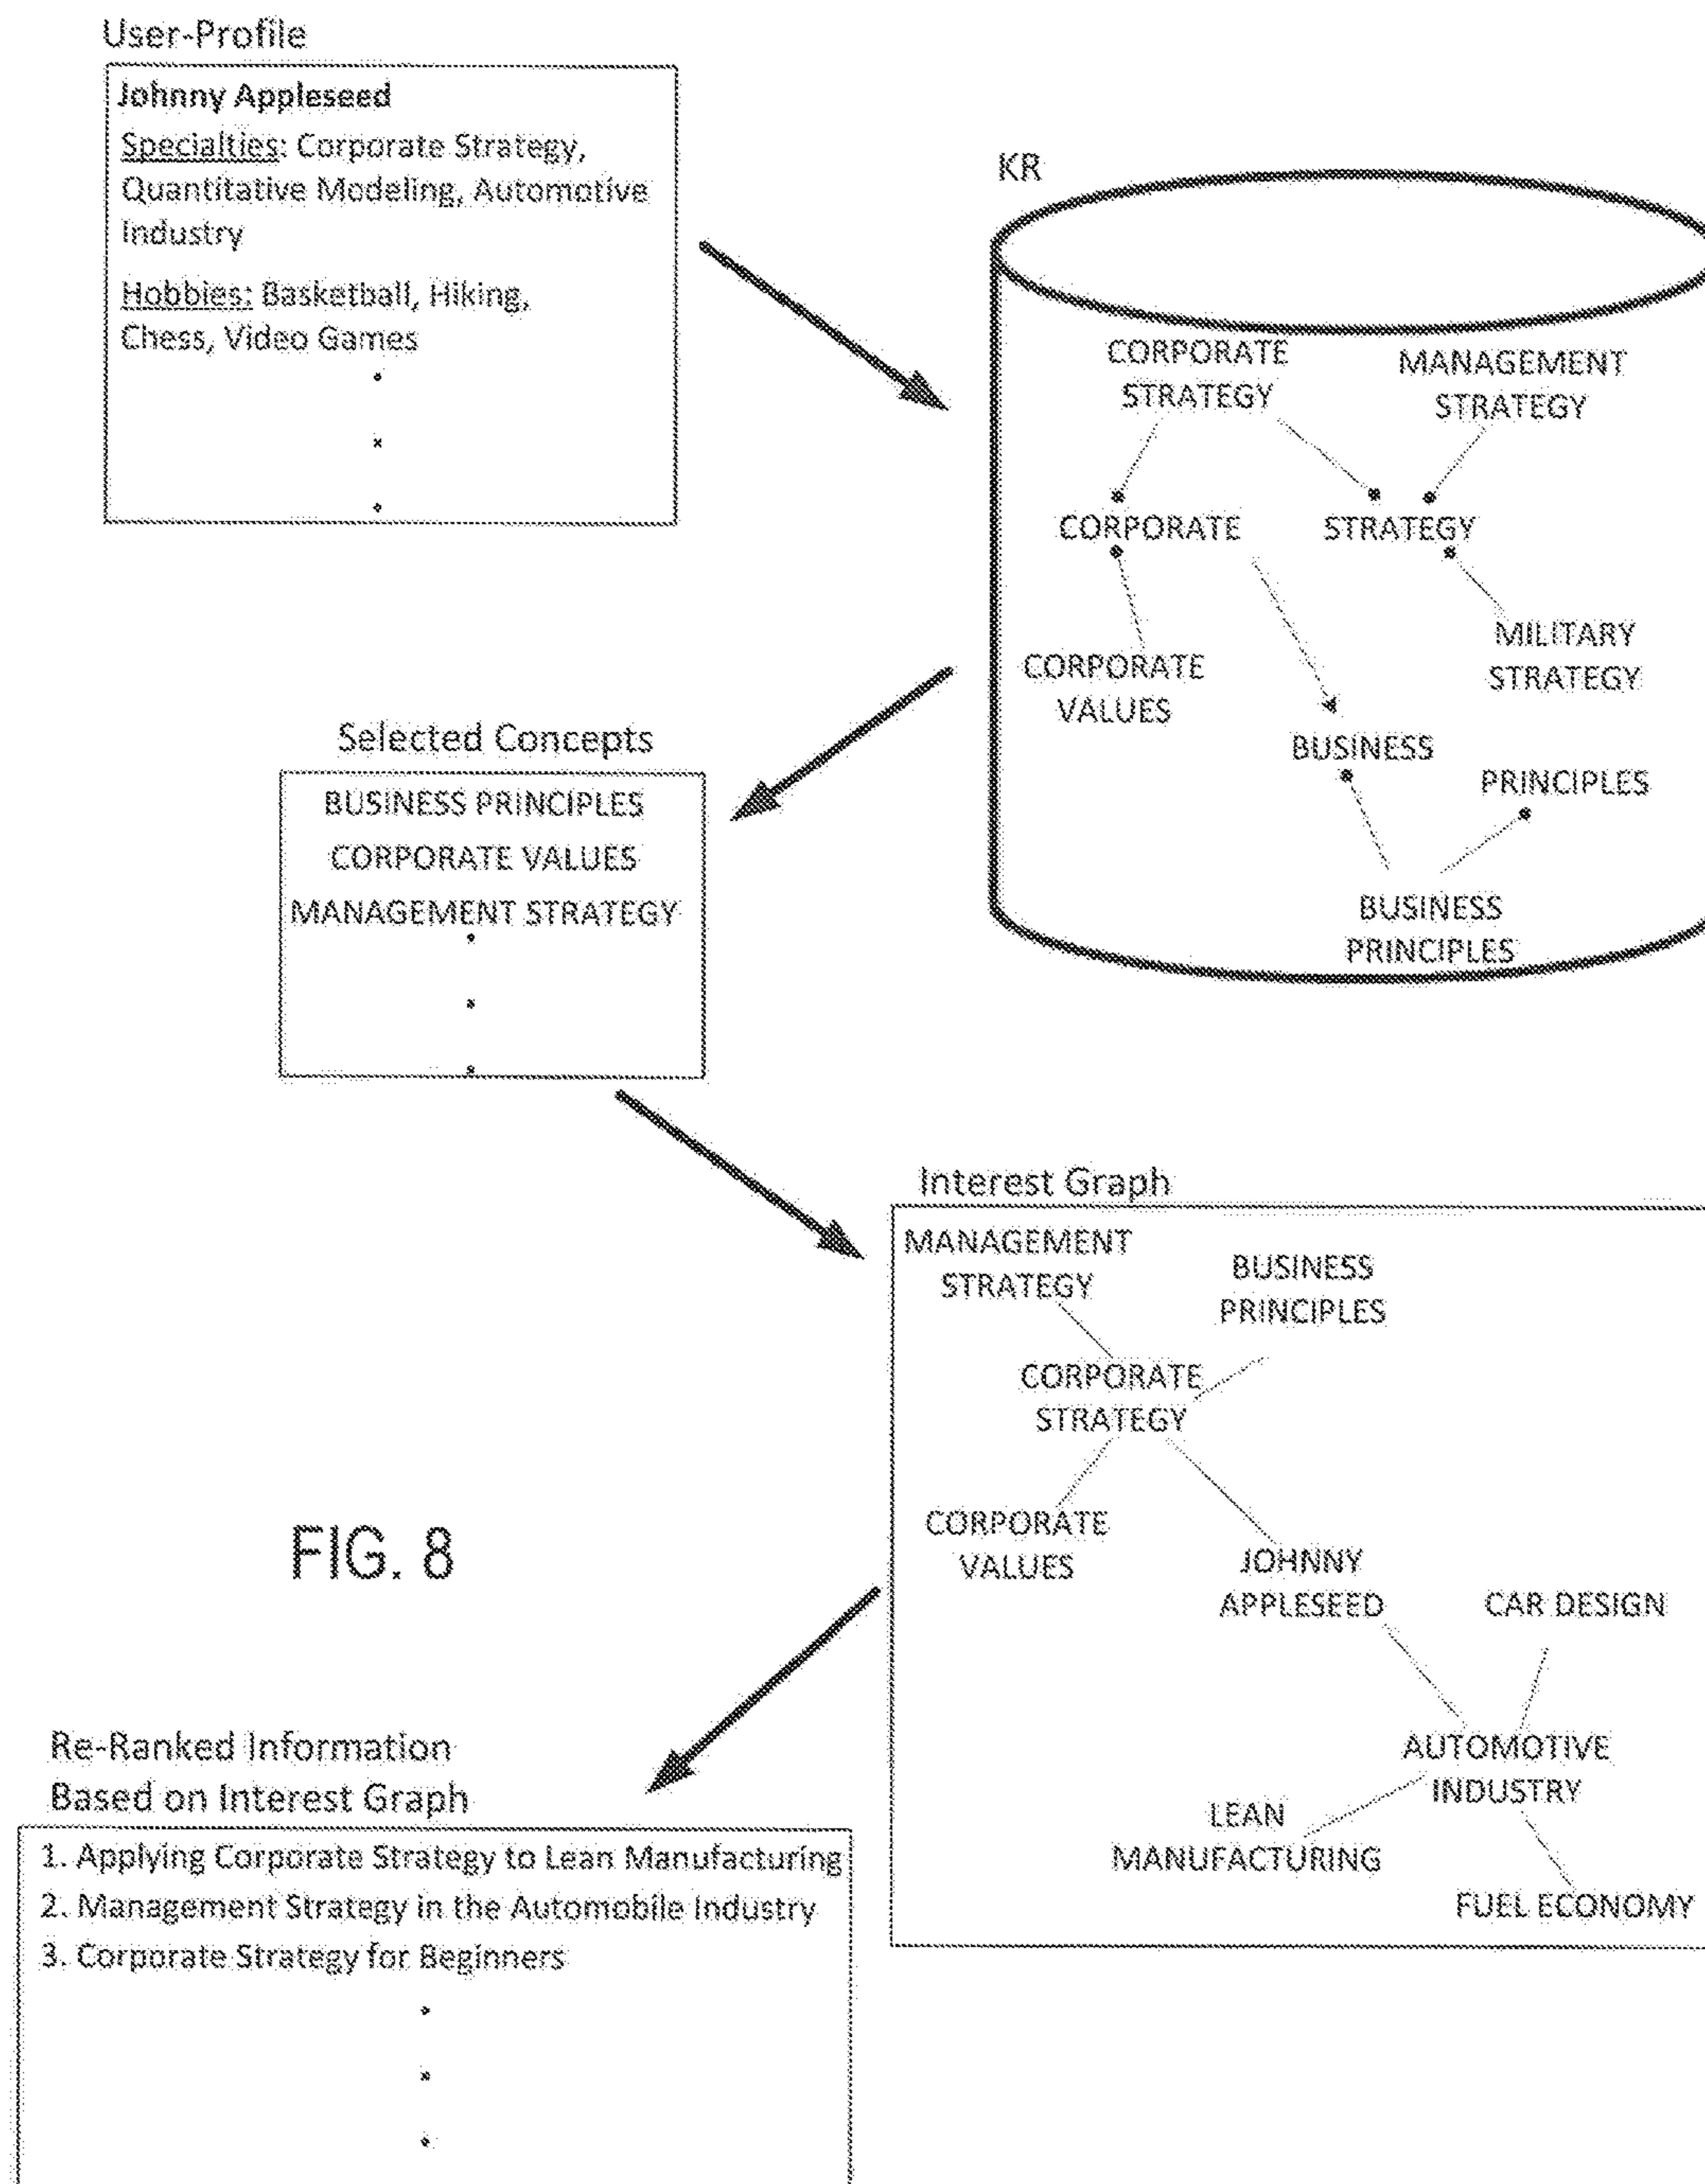 User-Profile
Johnny Appleseed
Specialties: Corporate Strategy,
Quantitative Modeling, Automotive
Industry
Hobbies: Basketball, Hiking,
Chess, Video Games
KR
CORPORATE
STRATEGY
MANAGEMENT
STRATEGY
CORPORATE
STRATEGY
CORPORATE
VALUES
MILITARY
STRATEGY
BUSINESS
PRINCIPLES
BUSINESS
PRINCIPLES
Selected Concepts
BUSINESS PRINCIPLES
CORPORATE VALUES
MANAGEMENT STRATEGY
Interest Graph
MANAGEMENT
STRATEGY
BUSINESS
PRINCIPLES
CORPORATE
STRATEGY
CORPORATE
VALUES
JOHNNY
APPLESEED
CAR DESIGN
AUTOMOTIVE
INDUSTRY
LEAN
MANUFACTURING
FUEL ECONOMY
FIG. 8
Re-Ranked Information
Based on Interest Graph
1. Applying Corporate Strategy to Lean Manufacturing
2. Management Strategy in the Automobile Industry
3. Corporate Strategy for Beginners